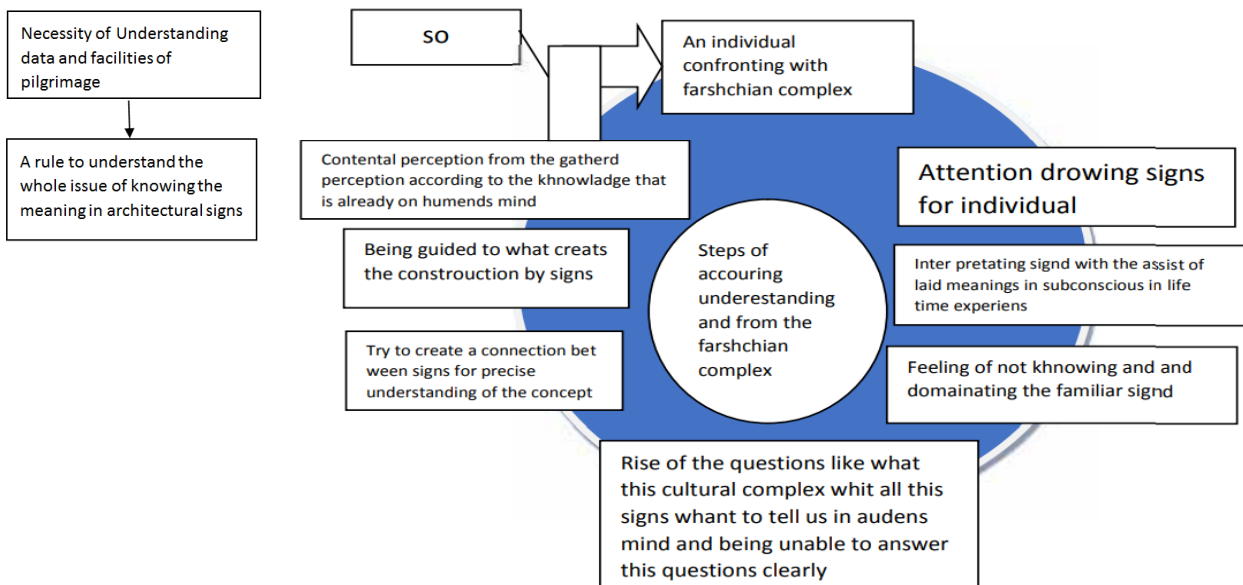 Necessity of Understanding
data and facilities of
pilgrimage
A rule to understand the
whole issue of knowing the
meaning in architectural signs
SO
An individual
confronting with
farshchian complex
Attention drowing signs
for individual
Inter pretating signd with the assist of
laid meanings in subconscious in life
time experiens
Feeling of not khnowing and and
domainating the familiar signd
Rise of the questions like what
this cultural complex whit all this
signs whant to tell us in audens
mind and being unable to answer
this questions clearly
Try to create a connection bet
ween signs for precise
understanding of the concept
Being guided to what creats
the constrouction by signs
Contental perception from the gatherd
perception according to the khnowladge that
is already on humends mind
Steps of
accouring
underestanding
and from the
farshchian
complex